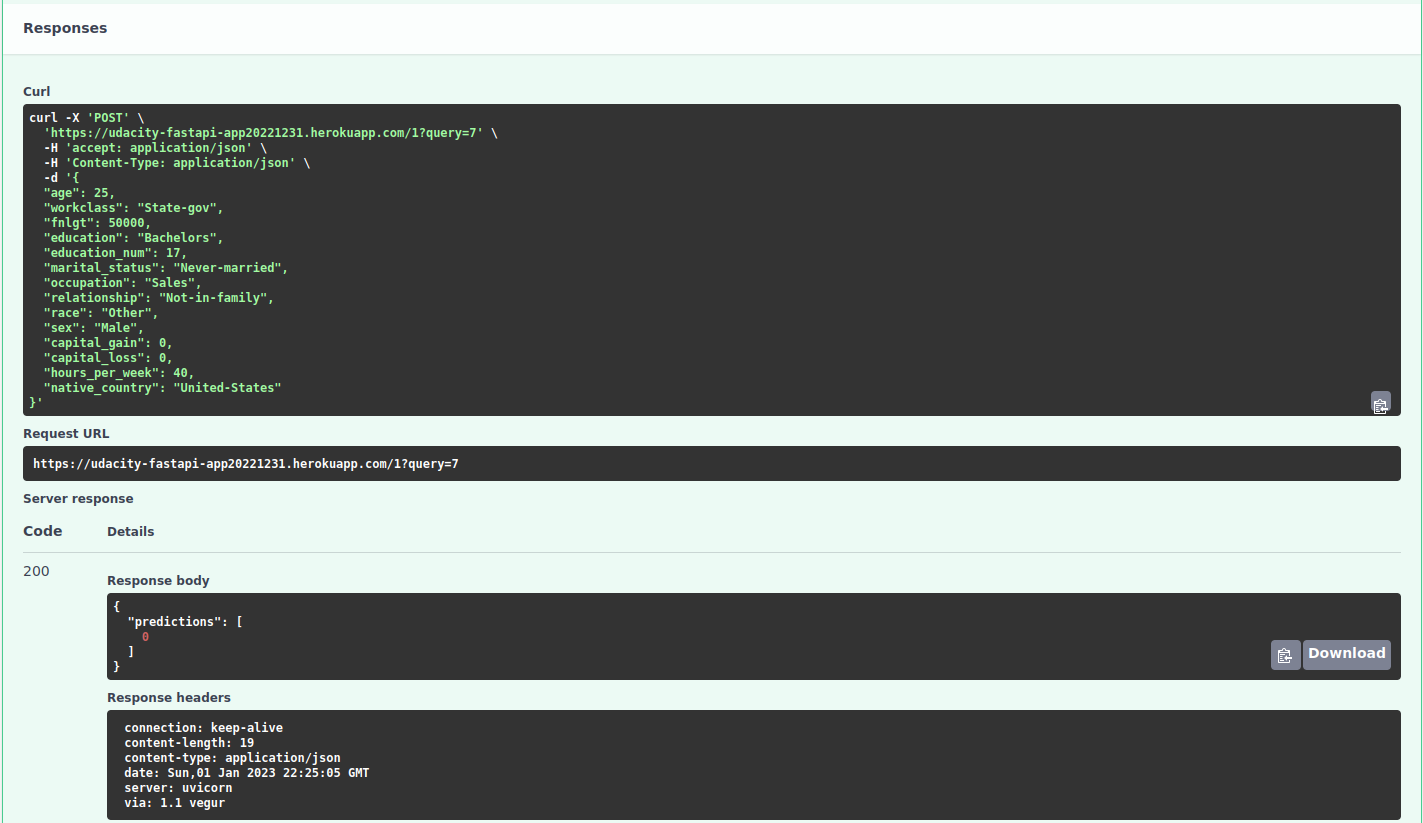 Responses
Curl
curl -X 'POST' \
  'https://udacity-fastapi-app20221231.herokuapp.com/1?query=7' \
  -H 'accept: application/json' \
  -H 'Content-Type: application/json' \
  -d '{
  "age": 25,
  "workclass": "State-gov",
  "fnlgt": 50000,
  "education": "Bachelors",
  "education_num": 17,
  "marital_status": "Never-married",
  "occupation": "Sales",
  "relationship": "Not-in-family",
  "race": "Other",
  "sex": "Male",
  "capital_gain": 0,
  "capital_loss": 0,
  "hours_per_week": 40,
  "native_country": "United-States"
}'
Request URL
https://udacity-fastapi-app20221231.herokuapp.com/1?query=7
Server response
Code Details
200
Response body
{
  "predictions": [
    0
  ]
}
Download
Response headers
connection: keep-alive
content-length: 19
content-type: application/json
date: Sun,01 Jan 2023 22:25:05 GMT
server: uvicorn
via: 1.1 vegur